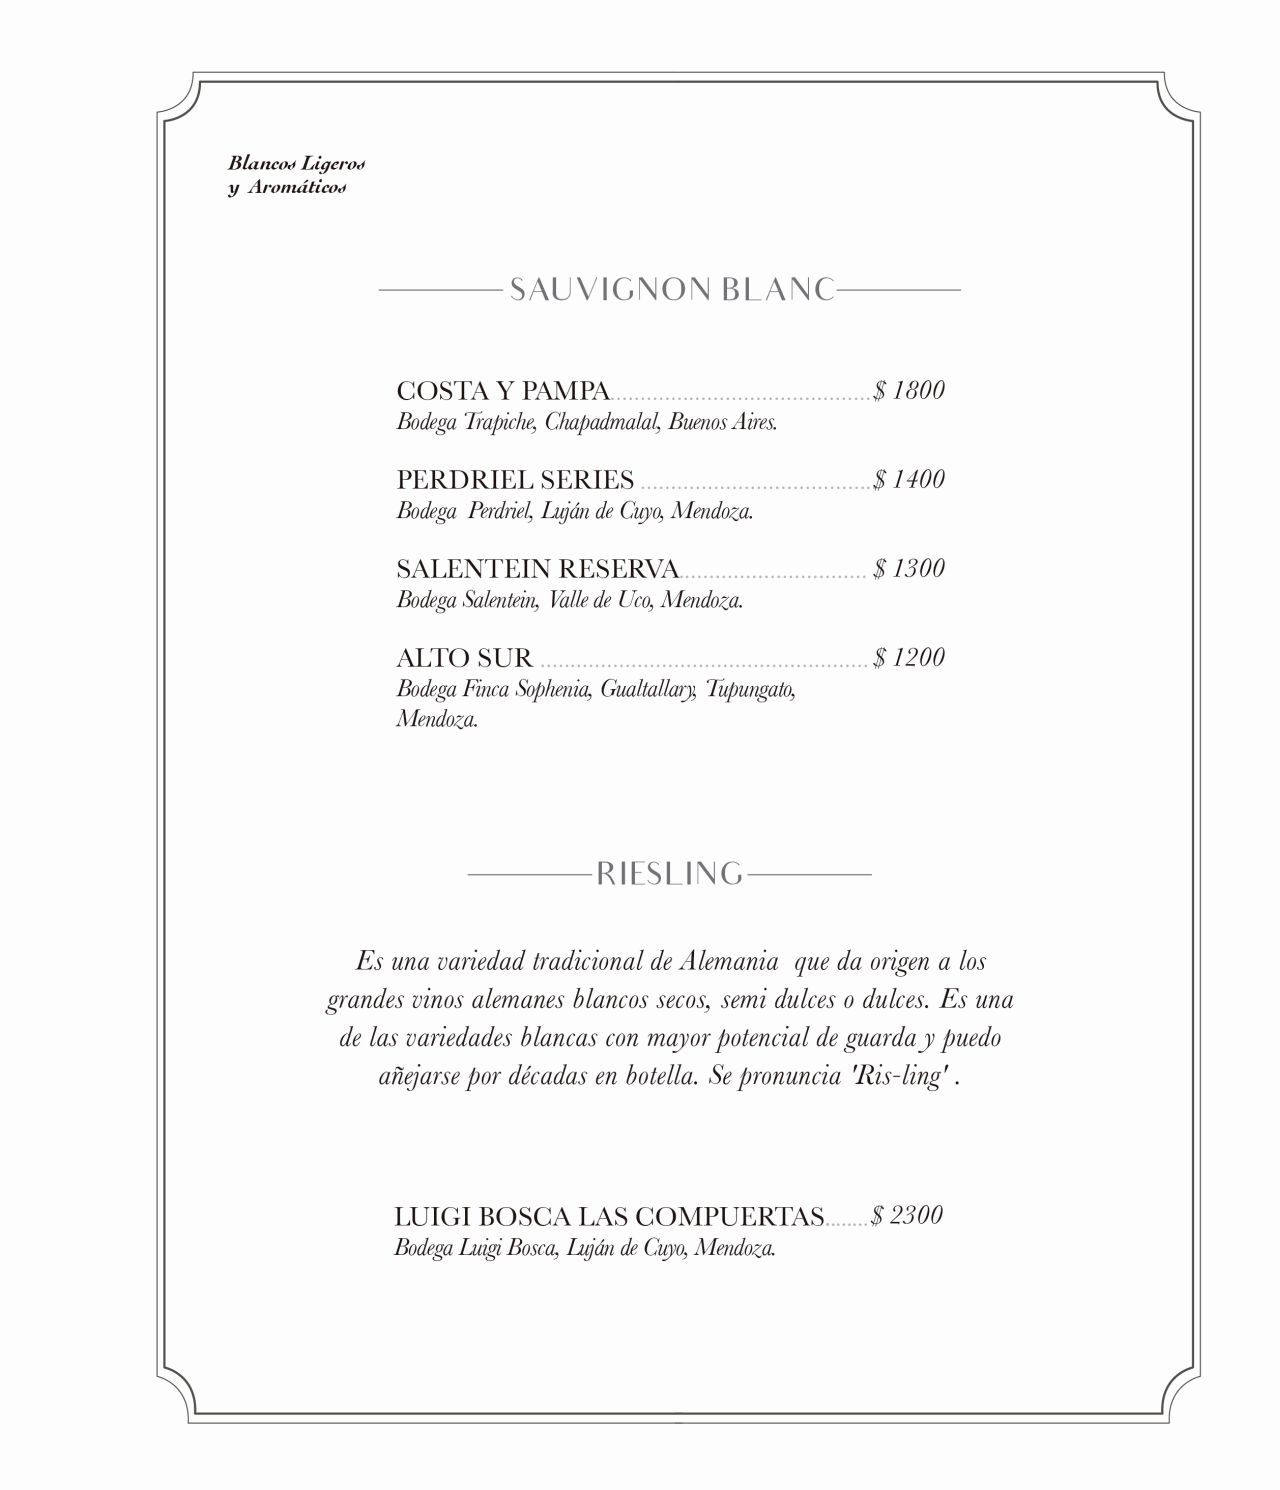 Blancos Ligeros
y Aromáticos
SAUVIGNON BLANC
COSTA Y PAMPA........................................... $ 1800
Bodega Trapiche, Chapadmalal, Buenos Aires.
PERDRIEL SERIES ...................................... $ 1400
Bodega Perdriel, Luján de Cuyo, Mendoza.
SALENTEIN RESERVA............................... $ 1300
Bodega Salentein, Valle de Uco, Mendoza.
ALTO SUR ...................................................... $ 1200
Bodega Finca Sophenia, Gualtallary, Tupungato,
Mendoza.
RIESLING
Es una variedad tradicional de Alemania que da origen a los
grandes vinos alemanes blancos secos, semi dulces o dulces. Es una
de las variedades blancas con mayor potencial de guarda y puedo
añejarse por décadas en botella. Se pronuncia 'Ris-ling' .
LUIGI BOSCA LAS COMPUERTAS....... $ 2300
Bodega Luigi Bosca, Luján de Cuyo, Mendoza.